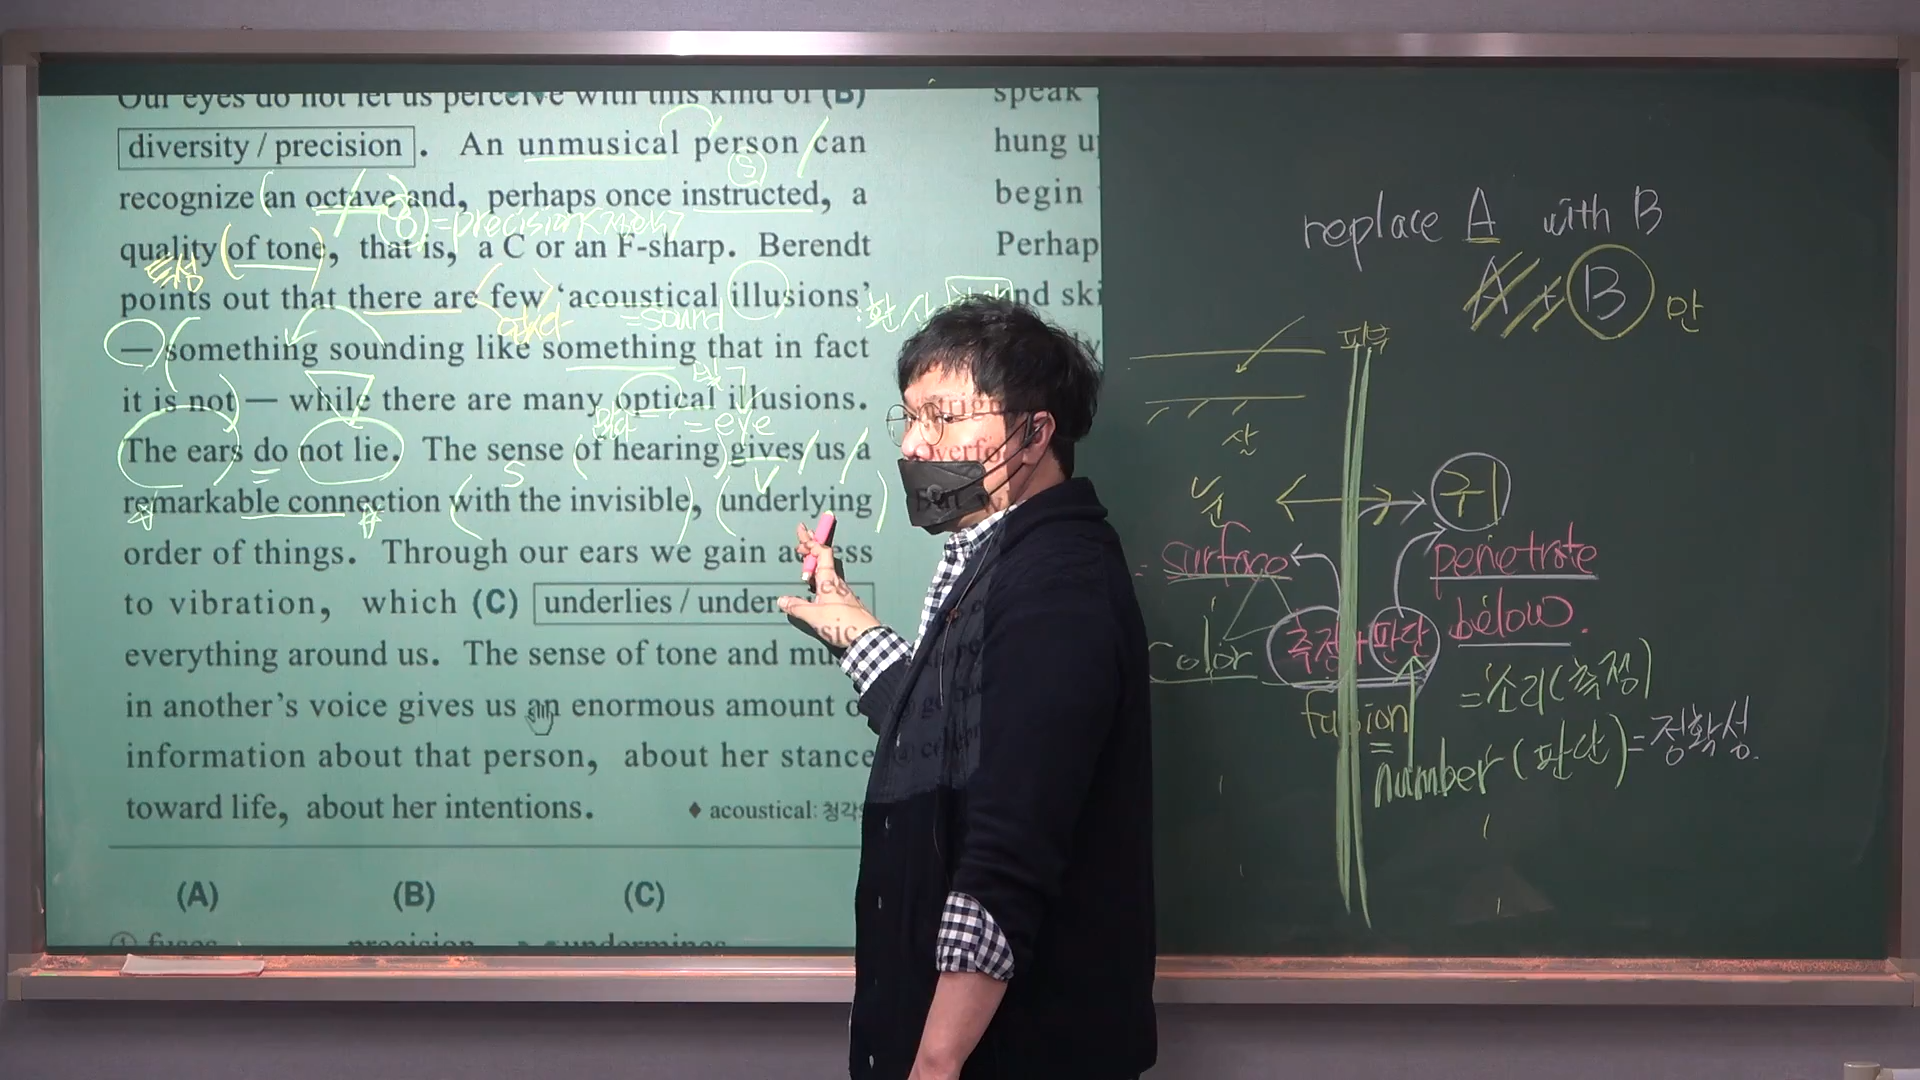 Our eyes do not let us perceive with this kind of (B)
diversity / precision . An unmusical person can
recognize an octave and, perhaps once instructed, a
quality of tone, that is, a C or an F-sharp. Berendt
points out that there are few ‘acoustical illusions’
— something sounding like something that in fact
it is not — while there are many optical illusions.
The ears do not lie. The sense of hearing gives us a
remarkable connection with the invisible, underlying
order of things. Through our ears we gain access
to vibration, which (C) underlies /
everything around us. The sense of tone and
in another’s voice gives us an enormous amount
information about that person, about her stance
toward life, about her intentions.
◆ acoustical:
(A) (B) (C)
① fuses precision undermines
speak
hung
begin
Perhap
nd ski
= precision
= sound
= eye
S
V
replace A with B
A + B 만
피부
산
눈
귀
= surface
penetrate
below.
color
측정+판단
= 소리(측정)
fusion
number (판단)=정확성.